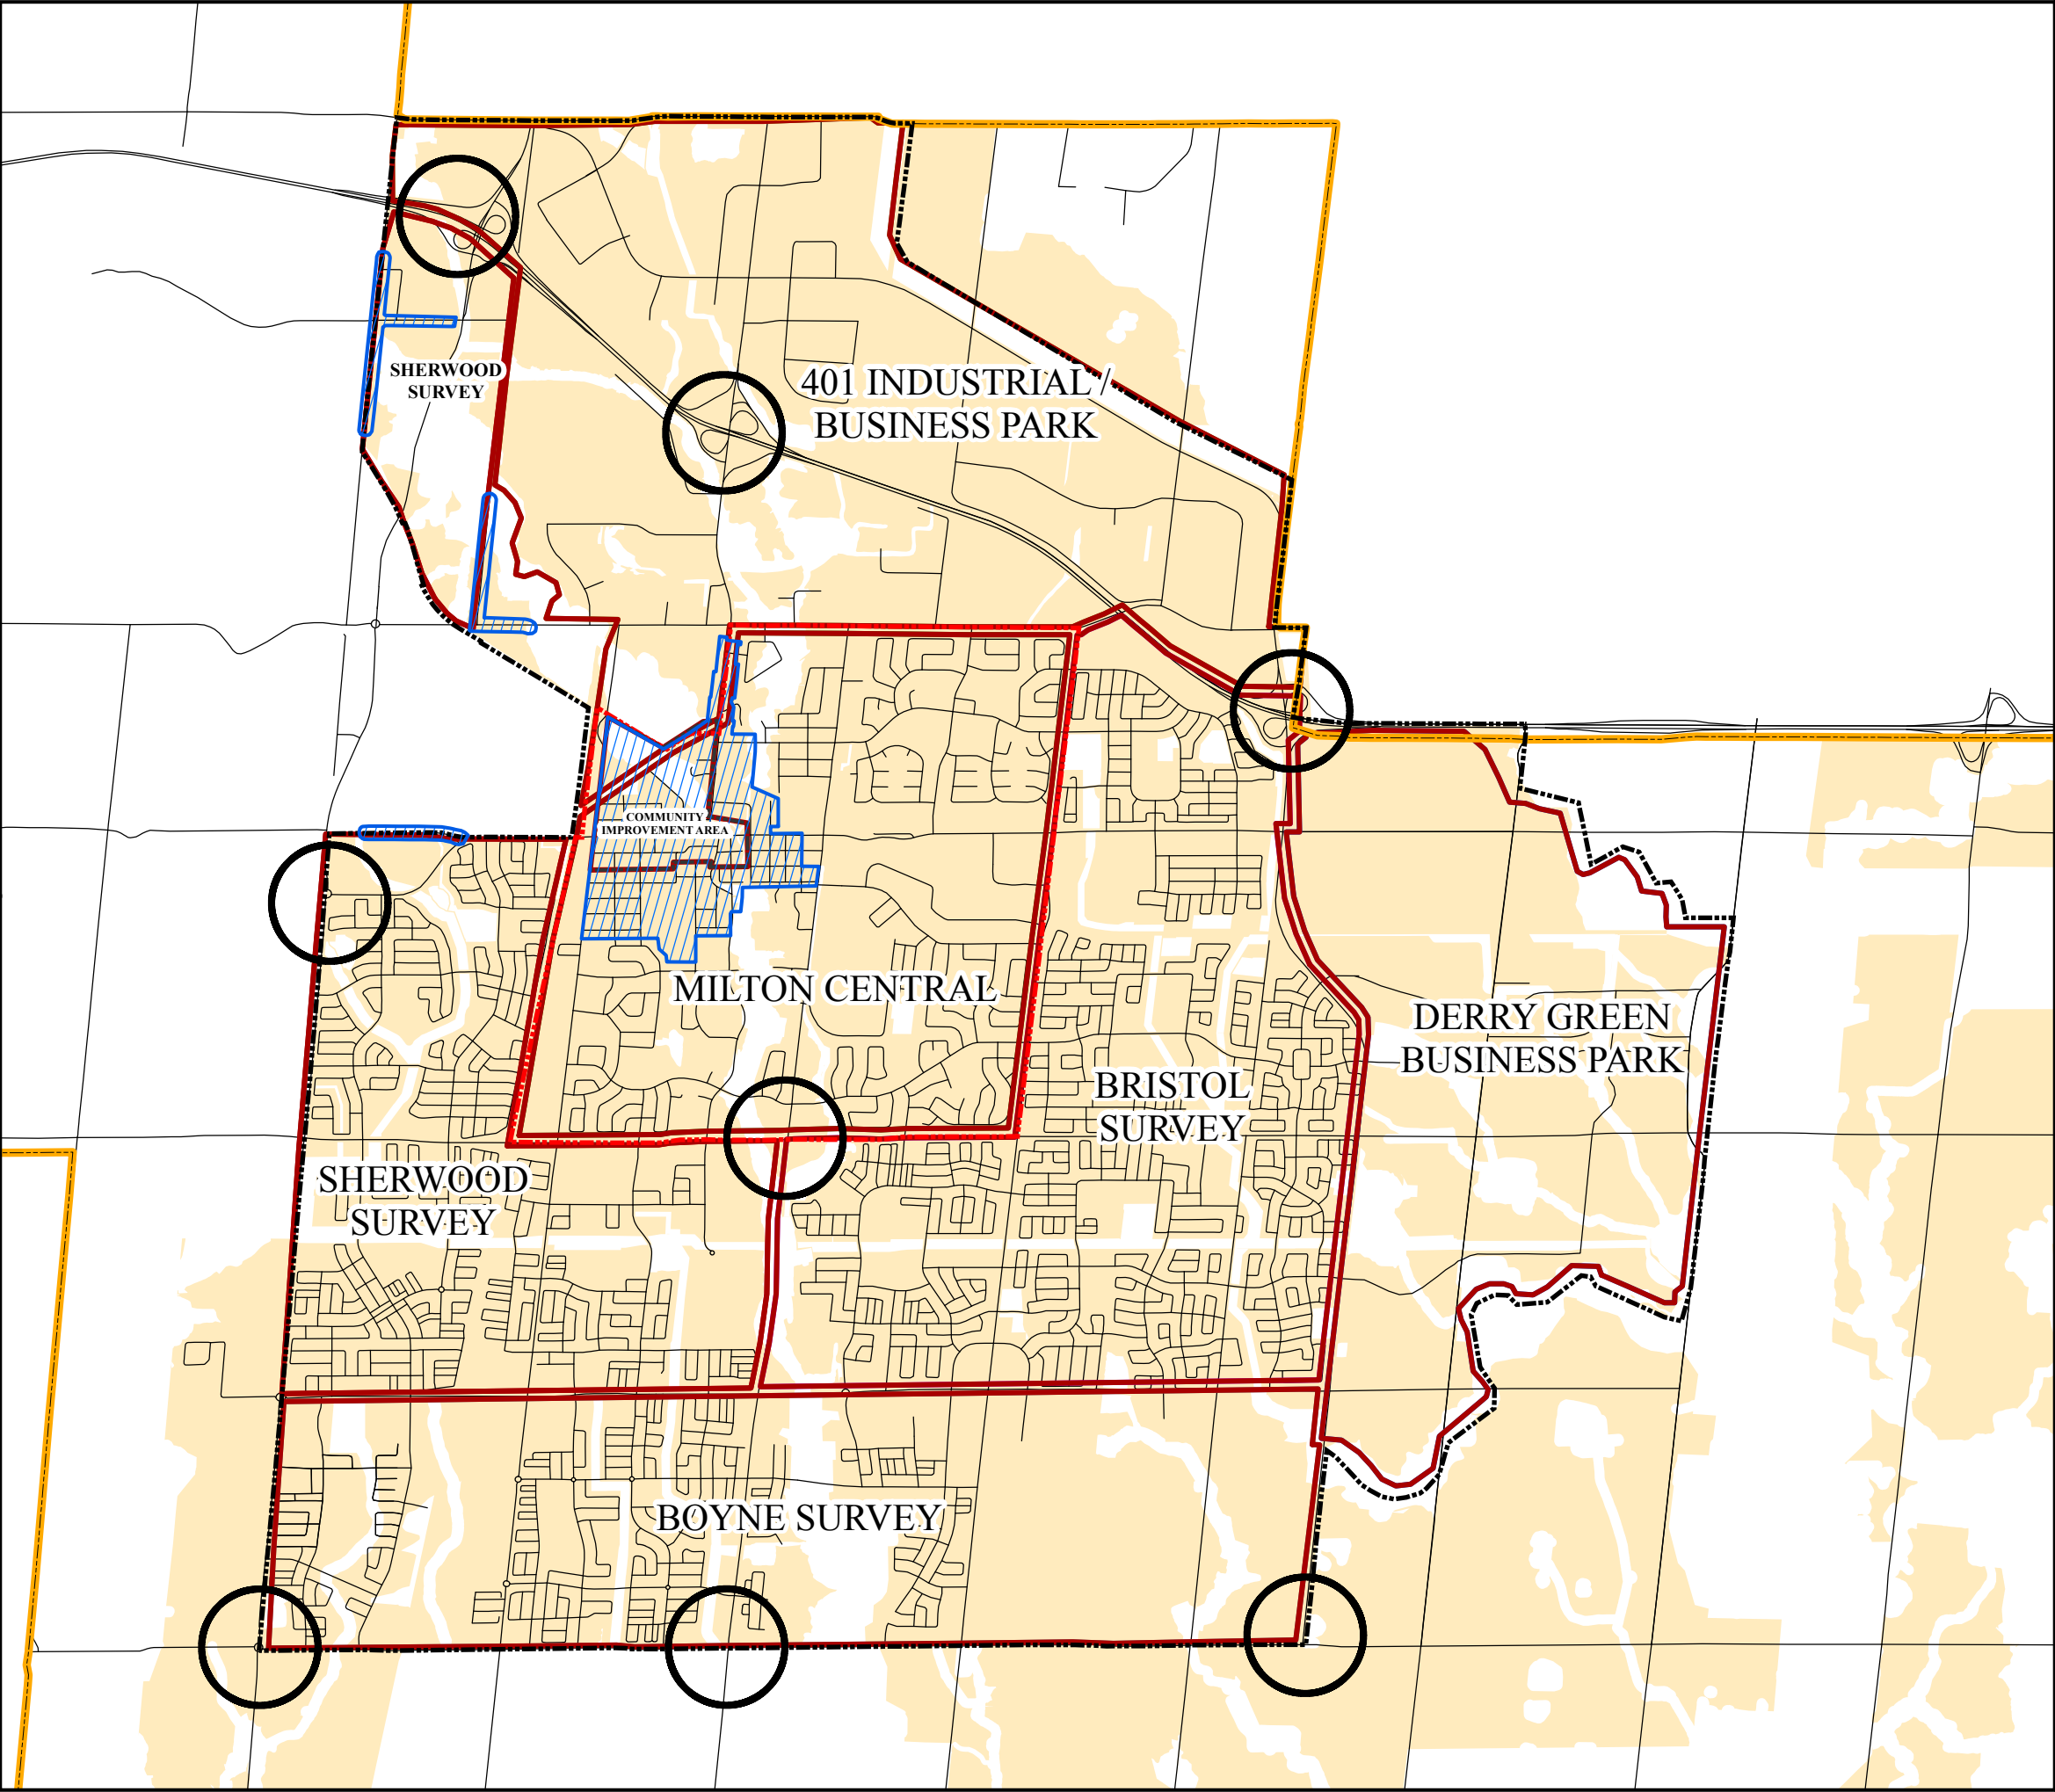 SHERWOOD
SURVEY
401 INDUSTRIAL /
BUSINESS PARK
COMMUNITY
IMPROVEMENT AREA
MILTON CENTRAL
DERRY GREEN
BUSINESS PARK
BRISTOL
SURVEY
SHERWOOD
SURVEY
BOYNE SURVEY